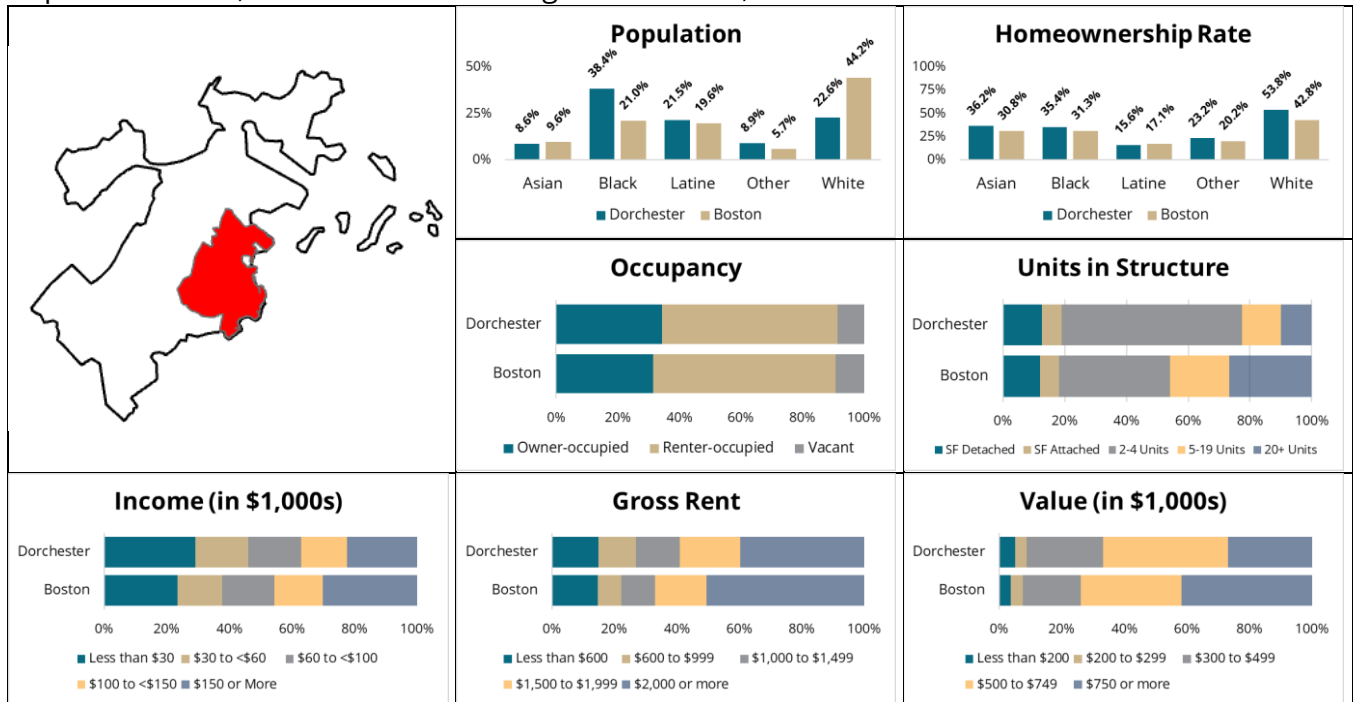 Population
50%
25%
0%
8.6%
9.6%
38.4%
21.0%
21.5%
19.6%
8.9%
5.7%
22.6%
44.2%
Asian Black Latine Other White
Dorchester Boston
Homeownership Rate
100%
75%
50%
25%
0%
36.2%
30.8%
35.4%
31.3%
15.6%
17.1%
23.2%
20.2%
53.8%
42.8%
Asian Black Latine Other White
Dorchester Boston
Occupancy
Dorchester
Boston
0% 20% 40% 60% 80% 100%
Owner-occupied Renter-occupied Vacant
Units in Structure
Dorchester
Boston
0% 20% 40% 60% 80% 100%
SF Detached SF Attached 2-4 Units 5-19 Units 20+ Units
Income (in $1,000s)
Dorchester
Boston
0% 20% 40% 60% 80% 100%
Less than $30 $30 to <$60 $60 to <$100
$100 to <$150 $150 or More
Gross Rent
Dorchester
Boston
0% 20% 40% 60% 80% 100%
Less than $600 $600 to $999 $1,000 to $1,499
$1,500 to $1,999 $2,000 or more
Value (in $1,000s)
Dorchester
Boston
0% 20% 40% 60% 80% 100%
Less than $200 $200 to $299 $300 to $499
$500 to $749 $750 or more